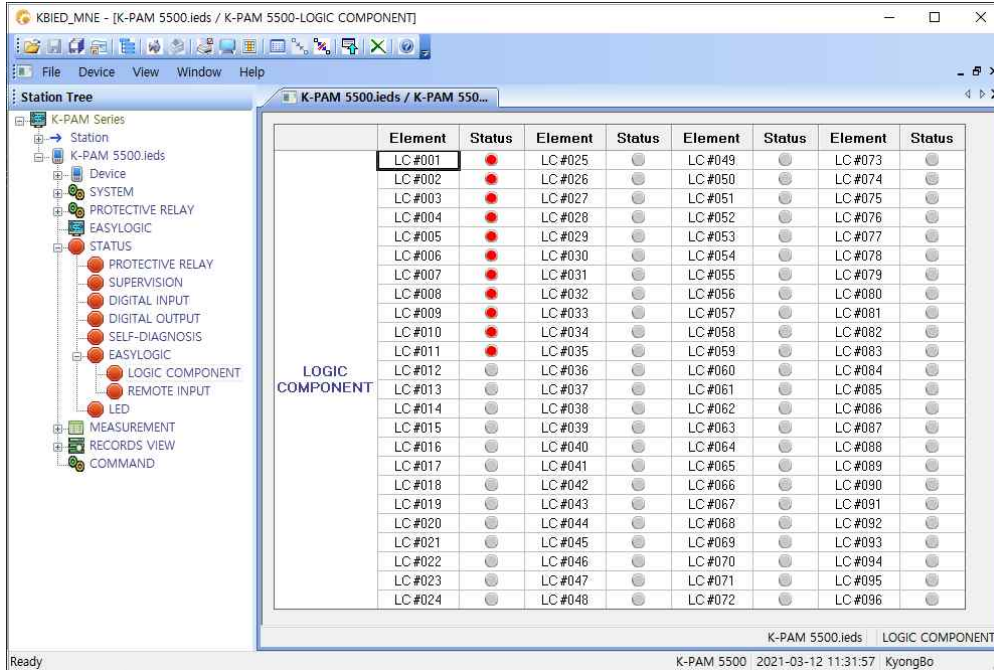 KBIED_MNE - [K-PAM 5500.ieds / K-PAM 5500-LOGIC COMPONENT]
File Device View Window Help
Station Tree
K-PAM 5500.ieds / K-PAM 550...
K-PAM Series
Station
K-PAM 5500.ieds
Device
SYSTEM
PROTECTIVE RELAY
EASYLOGIC
STATUS
PROTECTIVE RELAY
SUPERVISION
DIGITAL INPUT
DIGITAL OUTPUT
SELF-DIAGNOSIS
EASYLOGIC
LOGIC COMPONENT
REMOTE INPUT
LED
MEASUREMENT
RECORDS VIEW
COMMAND
Element Status Element Status Element Status Element Status
LOGIC
COMPONENT
LC #001 LC #025 LC #049 LC #073
LC #002 LC #026 LC #050 LC #074
LC #003 LC #027 LC #051 LC #075
LC #004 LC #028 LC #052 LC #076
LC #005 LC #029 LC #053 LC #077
LC #006 LC #030 LC #054 LC #078
LC #007 LC #031 LC #055 LC #079
LC #008 LC #032 LC #056 LC #080
LC #009 LC #033 LC #057 LC #081
LC #010 LC #034 LC #058 LC #082
LC #011 LC #035 LC #059 LC #083
LC #012 LC #036 LC #060 LC #084
LC #013 LC #037 LC #061 LC #085
LC #014 LC #038 LC #062 LC #086
LC #015 LC #039 LC #063 LC #087
LC #016 LC #040 LC #064 LC #088
LC #017 LC #041 LC #065 LC #089
LC #018 LC #042 LC #066 LC #090
LC #019 LC #043 LC #067 LC #091
LC #020 LC #044 LC #068 LC #092
LC #021 LC #045 LC #069 LC #093
LC #022 LC #046 LC #070 LC #094
LC #023 LC #047 LC #071 LC #095
LC #024 LC #048 LC #072 LC #096
K-PAM 5500.ieds LOGIC COMPONENT
Ready K-PAM 5500 2021-03-12 11:31:57 KyongBo